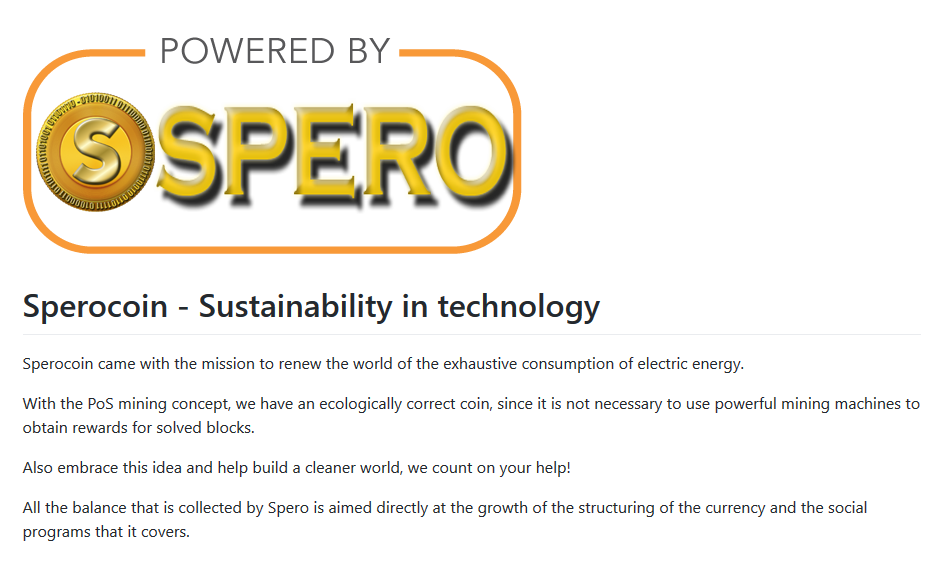 POWERED BY
S SPERO
Sperocoin - Sustainability in technology
Sperocoin came with the mission to renew the world of the exhaustive consumption of electric energy.
With the PoS mining concept, we have an ecologically correct coin, since it is not necessary to use powerful mining machines to
obtain rewards for solved blocks.
Also embrace this idea and help build a cleaner world, we count on your help!
All the balance that is collected by Spero is aimed directly at the growth of the structuring of the currency and the social
programs that it covers.